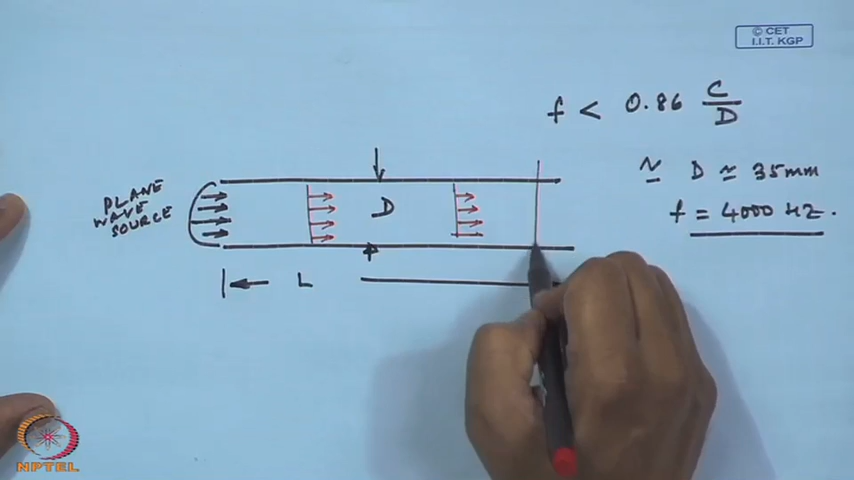 © CET
I.I.T. KGP
f < 0.86 C/D
≈ D ≈ 35mm
f = 4000 Hz.
PLANE
WAVE
SOURCE
D
L
NPTEL